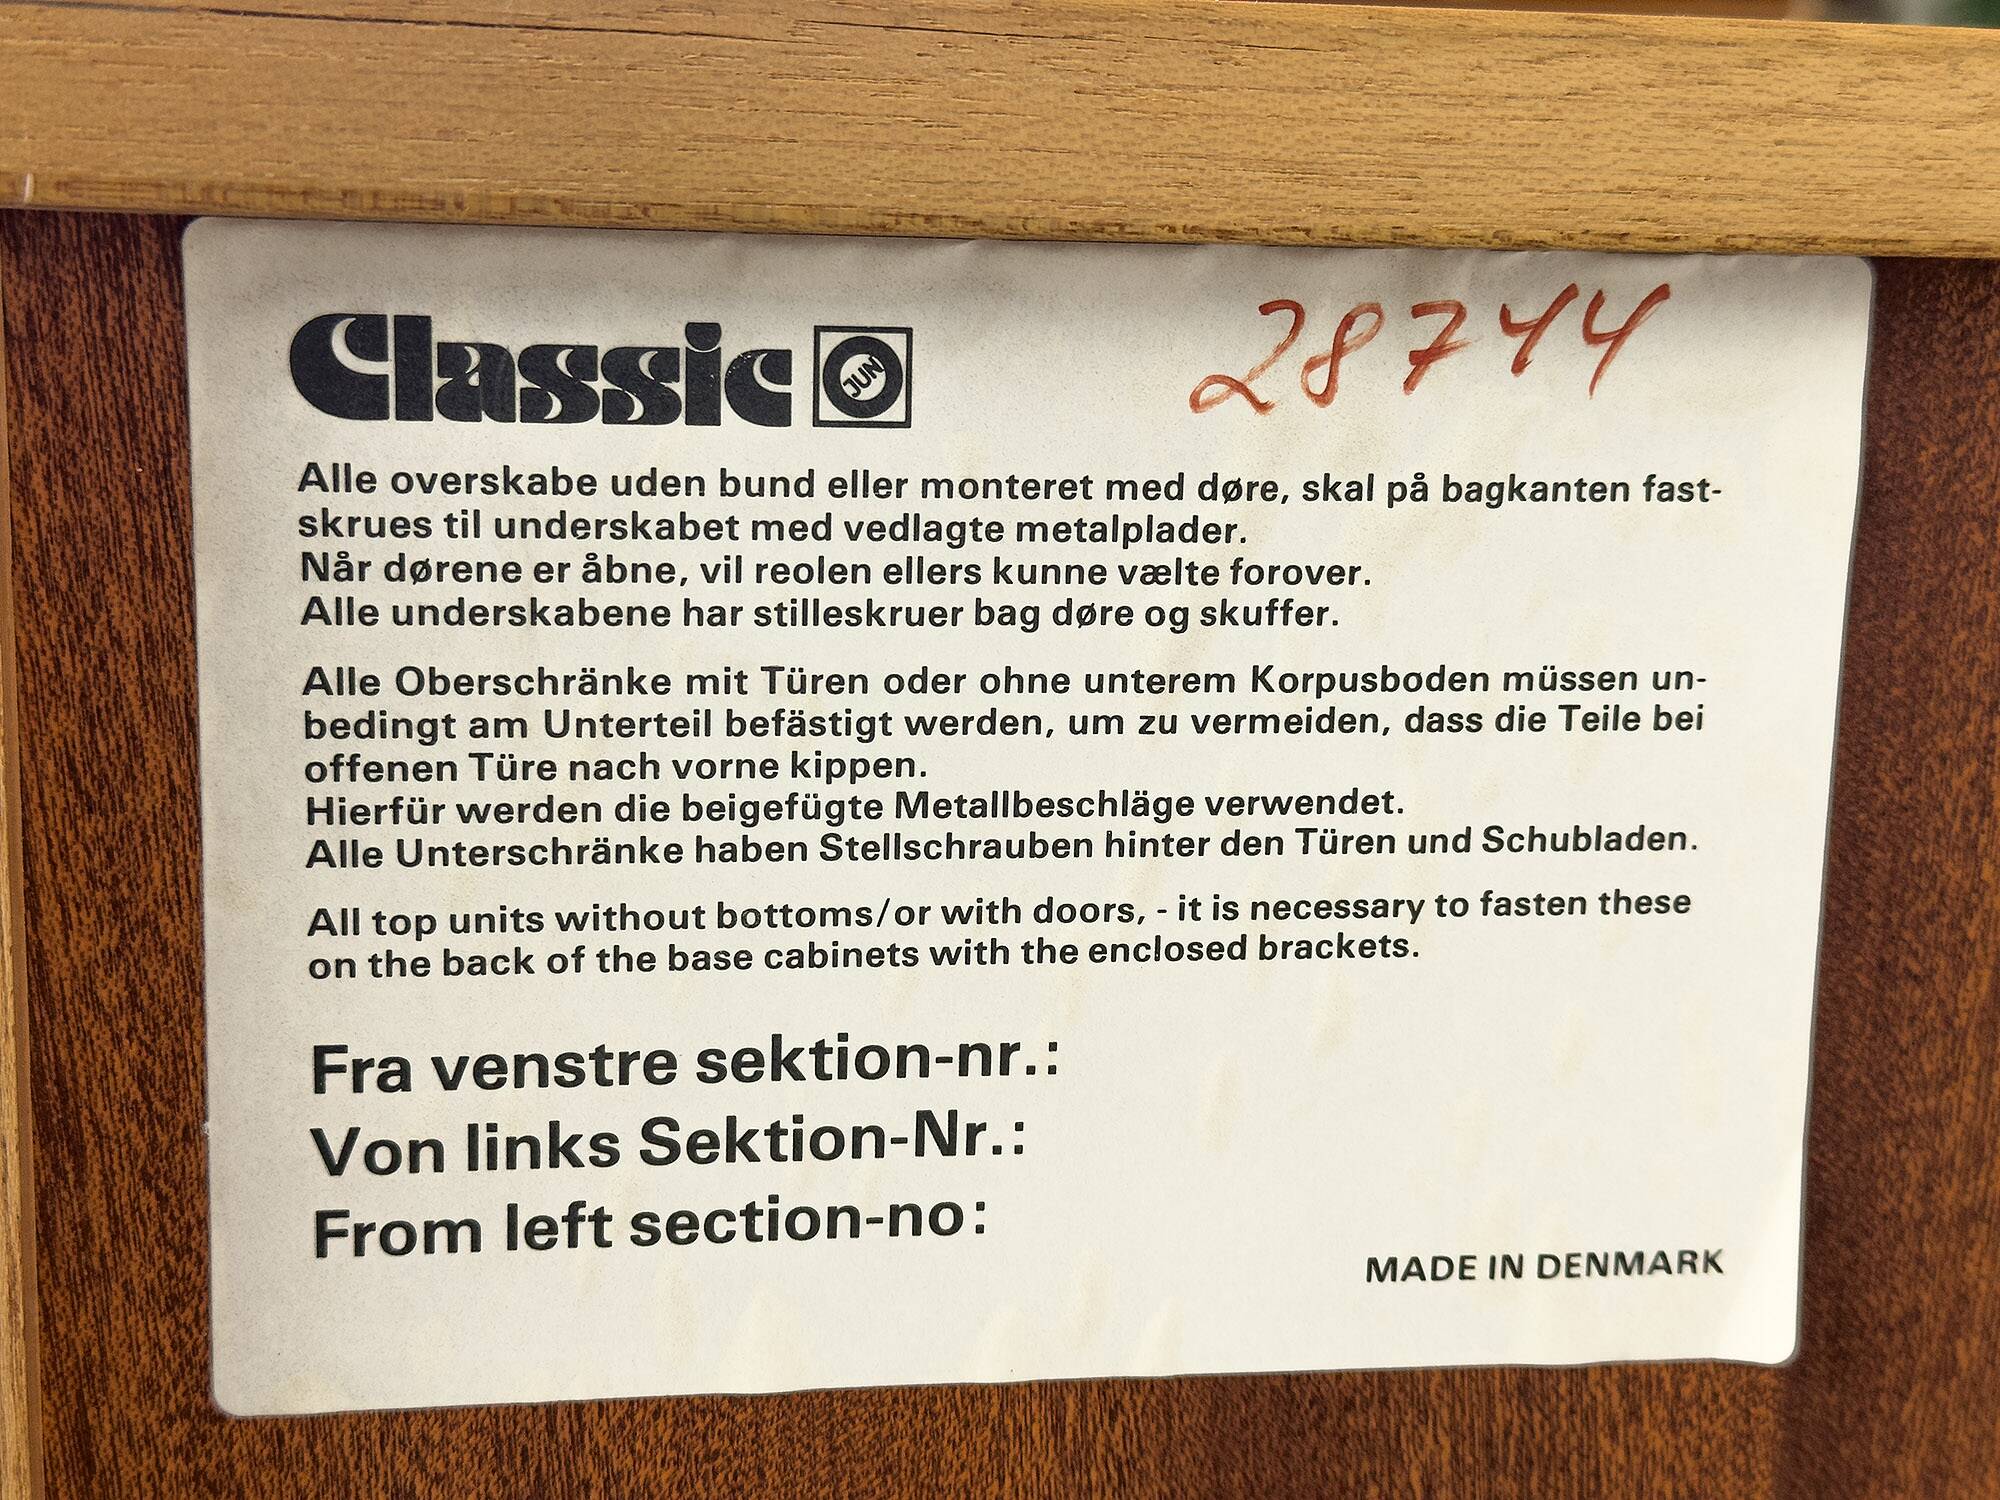 Classic JUN
28744
Alle overskabe uden bund eller monteret med døre, skal på bagkanten fast-
skrues til underskabet med vedlagte metalplader.
Når dørene er åbne, vil reolen ellers kunne vælte forover.
Alle underskabene har stilleskruer bag døre og skuffer.
Alle Oberschränke mit Türen oder ohne unterem Korpusboden müssen un-
bedingt am Unterteil befästigt werden, um zu vermeiden, dass die Teile bei
offenen Türe nach vorne kippen.
Hierfür werden die beigefügte Metallbeschläge verwendet.
Alle Unterschränke haben Stellschrauben hinter den Türen und Schubladen.
All top units without bottoms/or with doors, - it is necessary to fasten these
on the back of the base cabinets with the enclosed brackets.
Fra venstre sektion-nr.:
Von links Sektion-Nr.:
From left section-no:
MADE IN DENMARK